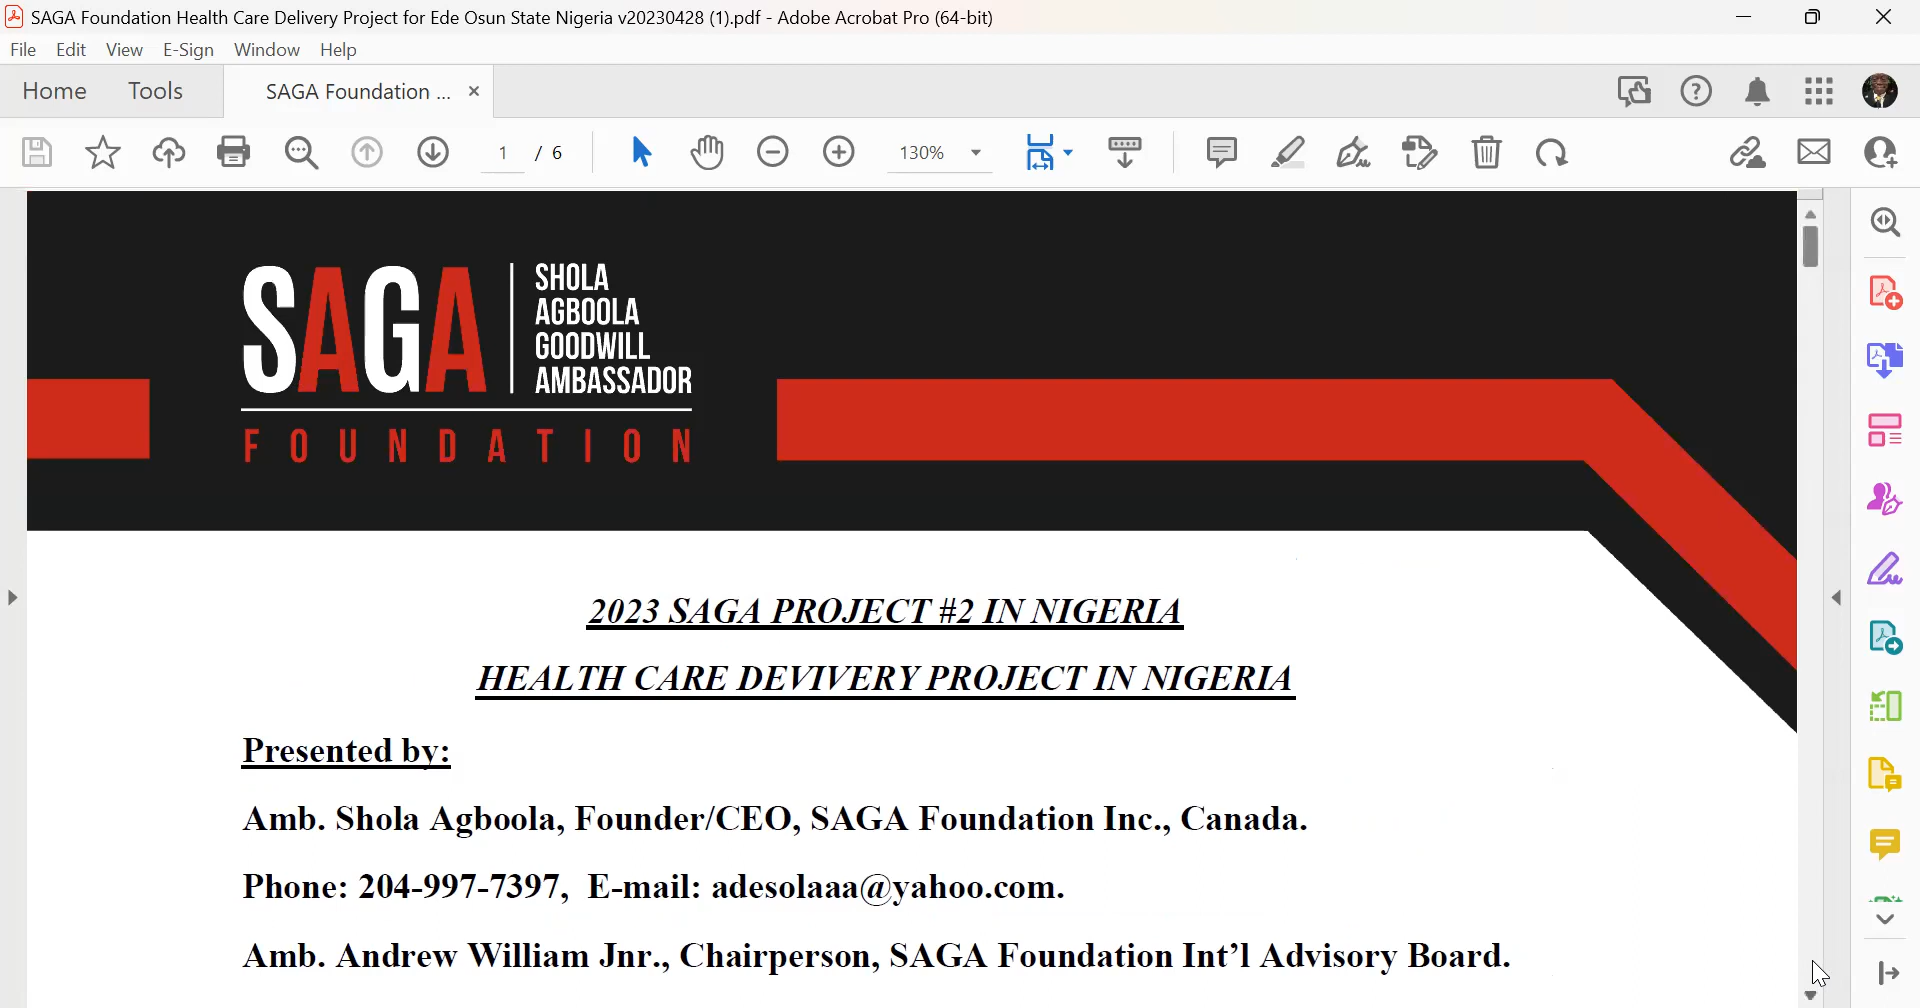 SAGA Foundation Health Care Delivery Project for Ede Osun State Nigeria v20230428 (1).pdf - Adobe Acrobat Pro (64-bit)
File Edit View E-Sign Window Help
Home Tools SAGA Foundation ... ×
1 / 6 130%
SAGA
SHOLA
AGBOOLA
GOODWILL
AMBASSADOR
FOUNDATION
2023 SAGA PROJECT #2 IN NIGERIA
HEALTH CARE DEVIVERY PROJECT IN NIGERIA
Presented by:
Amb. Shola Agboola, Founder/CEO, SAGA Foundation Inc., Canada.
Phone: 204-997-7397, E-mail: adesolaaa@yahoo.com.
Amb. Andrew William Jnr., Chairperson, SAGA Foundation Int’l Advisory Board.